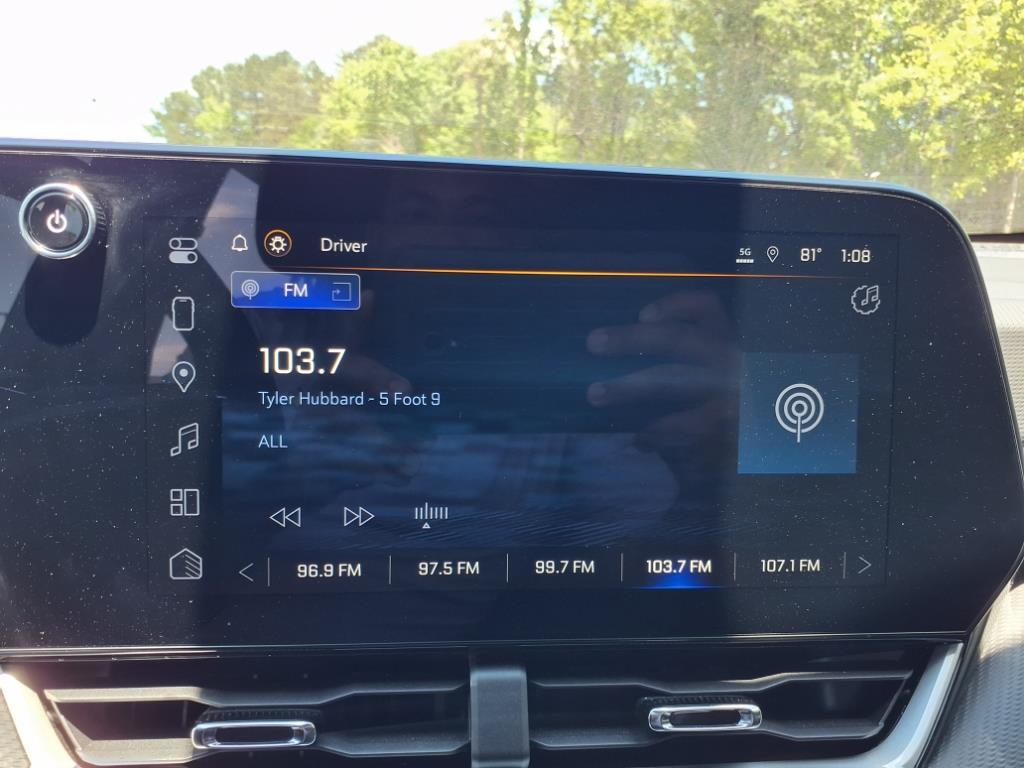 Driver
5G
81° 1:08
FM
103.7
Tyler Hubbard - 5 Foot 9
ALL
96.9 FM 97.5 FM 99.7 FM 103.7 FM 107.1 FM